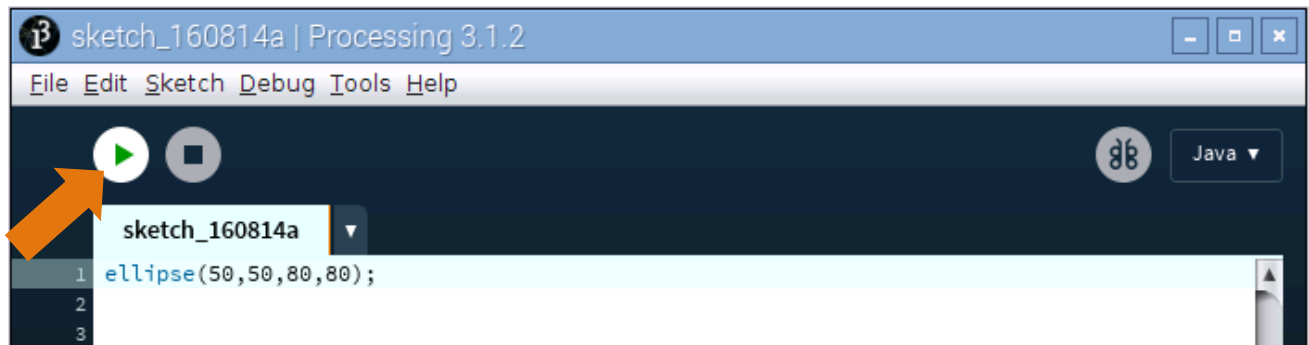 sketch_160814a | Processing 3.1.2
File Edit Sketch Debug Tools Help
Java ▼
sketch_160814a ▼
1 ellipse(50,50,80,80);
2
3